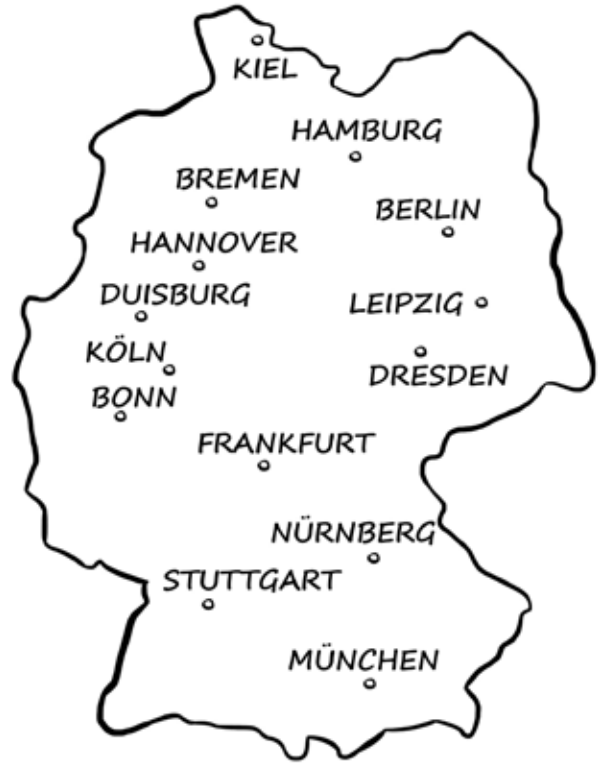 KIEL
HAMBURG
BREMEN
BERLIN
HANNOVER
DUISBURG
LEIPZIG
KÖLN
DRESDEN
BONN
FRANKFURT
NÜRNBERG
STUTTGART
MÜNCHEN